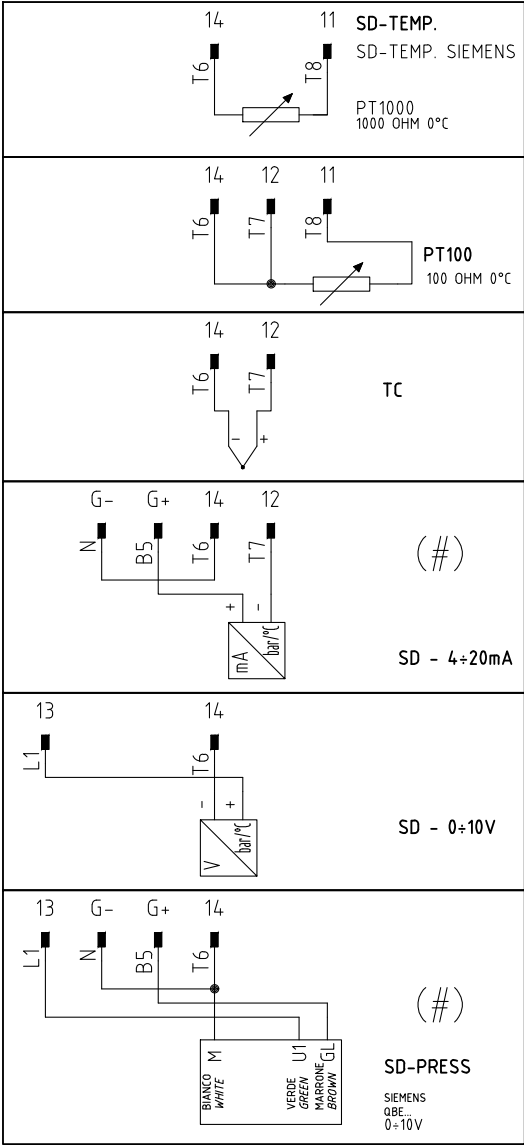 14 11 SD-TEMP.
SD-TEMP. SIEMENS
T6 T8
PT1000
1000 OHM 0°C
14 12 11
T6 T7 T8
PT100
100 OHM 0°C
14 12
T6 T7
TC
- +
G- G+ 14 12
N B5 T6 T7
(#)
+ -
mA bar/°C
SD - 4÷20mA
13 14
L1 T6
- +
V bar/°C
SD - 0÷10V
13 G- G+ 14
L1 N B5 T6
(#)
M U1 GL
BIANCO VERDE MARRONE
WHITE GREEN BROWN
SD-PRESS
SIEMENS
QBE...
0÷10V